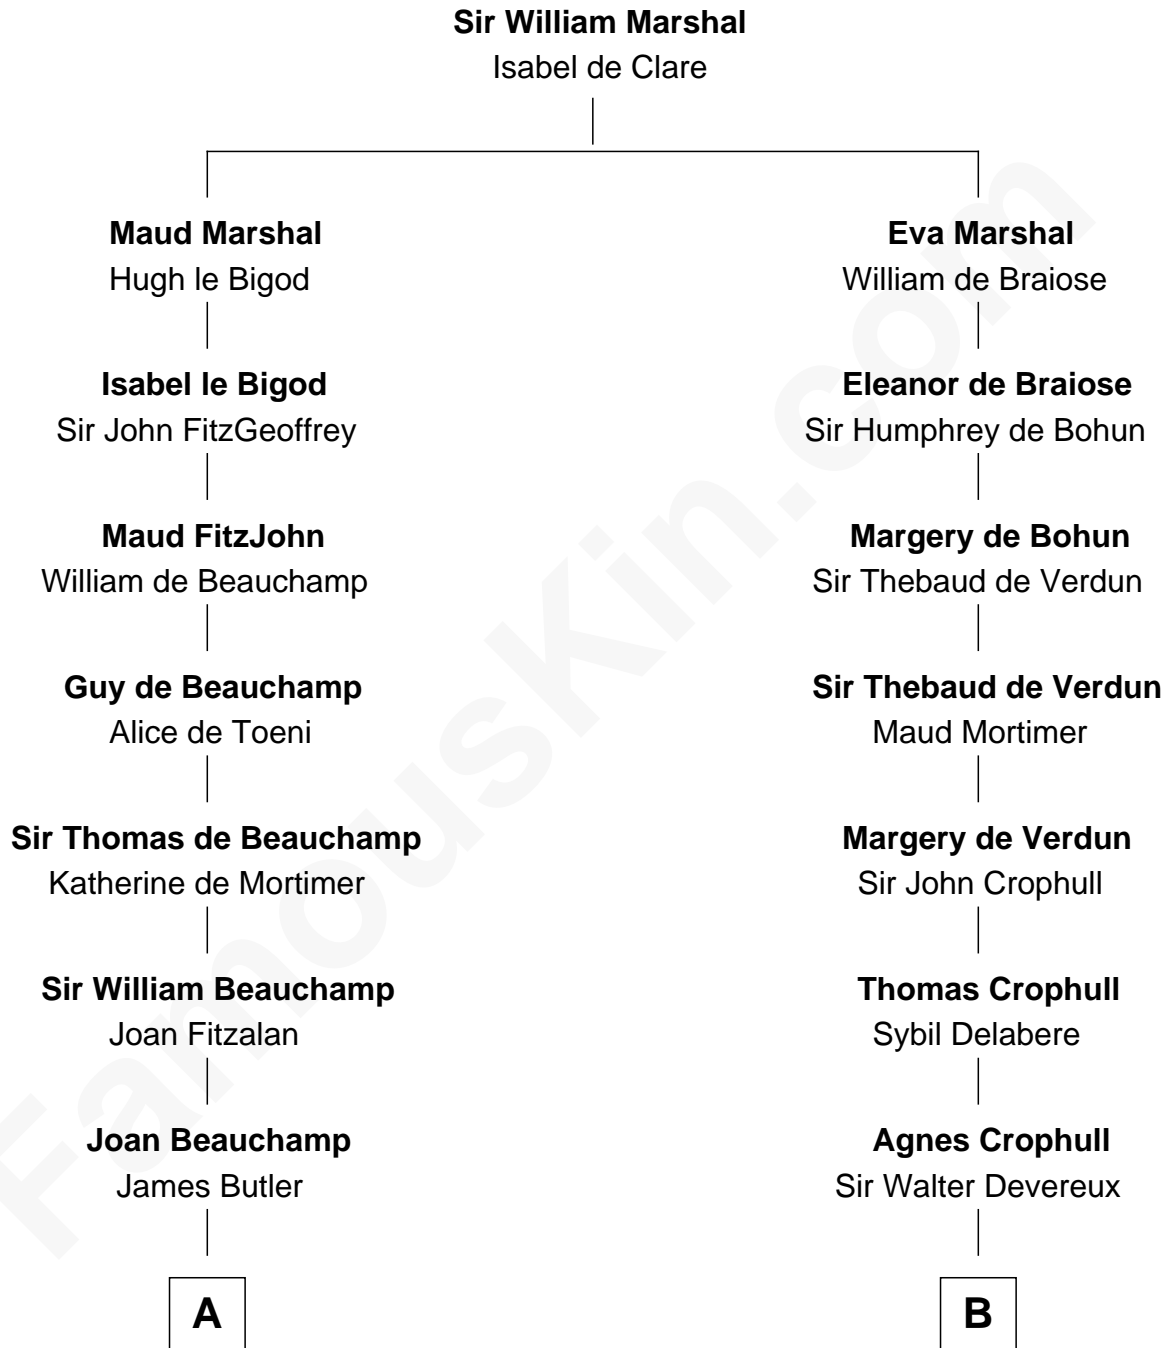 Sir William Marshal
Isabel de Clare
Maud Marshal
Hugh le Bigod
Eva Marshal
William de Braiose
Isabel le Bigod
Sir John FitzGeoffrey
Eleanor de Braiose
Sir Humphrey de Bohun
Maud FitzJohn
William de Beauchamp
Margery de Bohun
Sir Thebaud de Verdun
Guy de Beauchamp
Alice de Toeni
Sir Thebaud de Verdun
Maud Mortimer
Sir Thomas de Beauchamp
Katherine de Mortimer
Margery de Verdun
Sir John Crophull
Sir William Beauchamp
Joan Fitzalan
Thomas Crophull
Sybil Delabere
Joan Beauchamp
James Butler
Agnes Crophull
Sir Walter Devereux
A
B
FamousKin.com